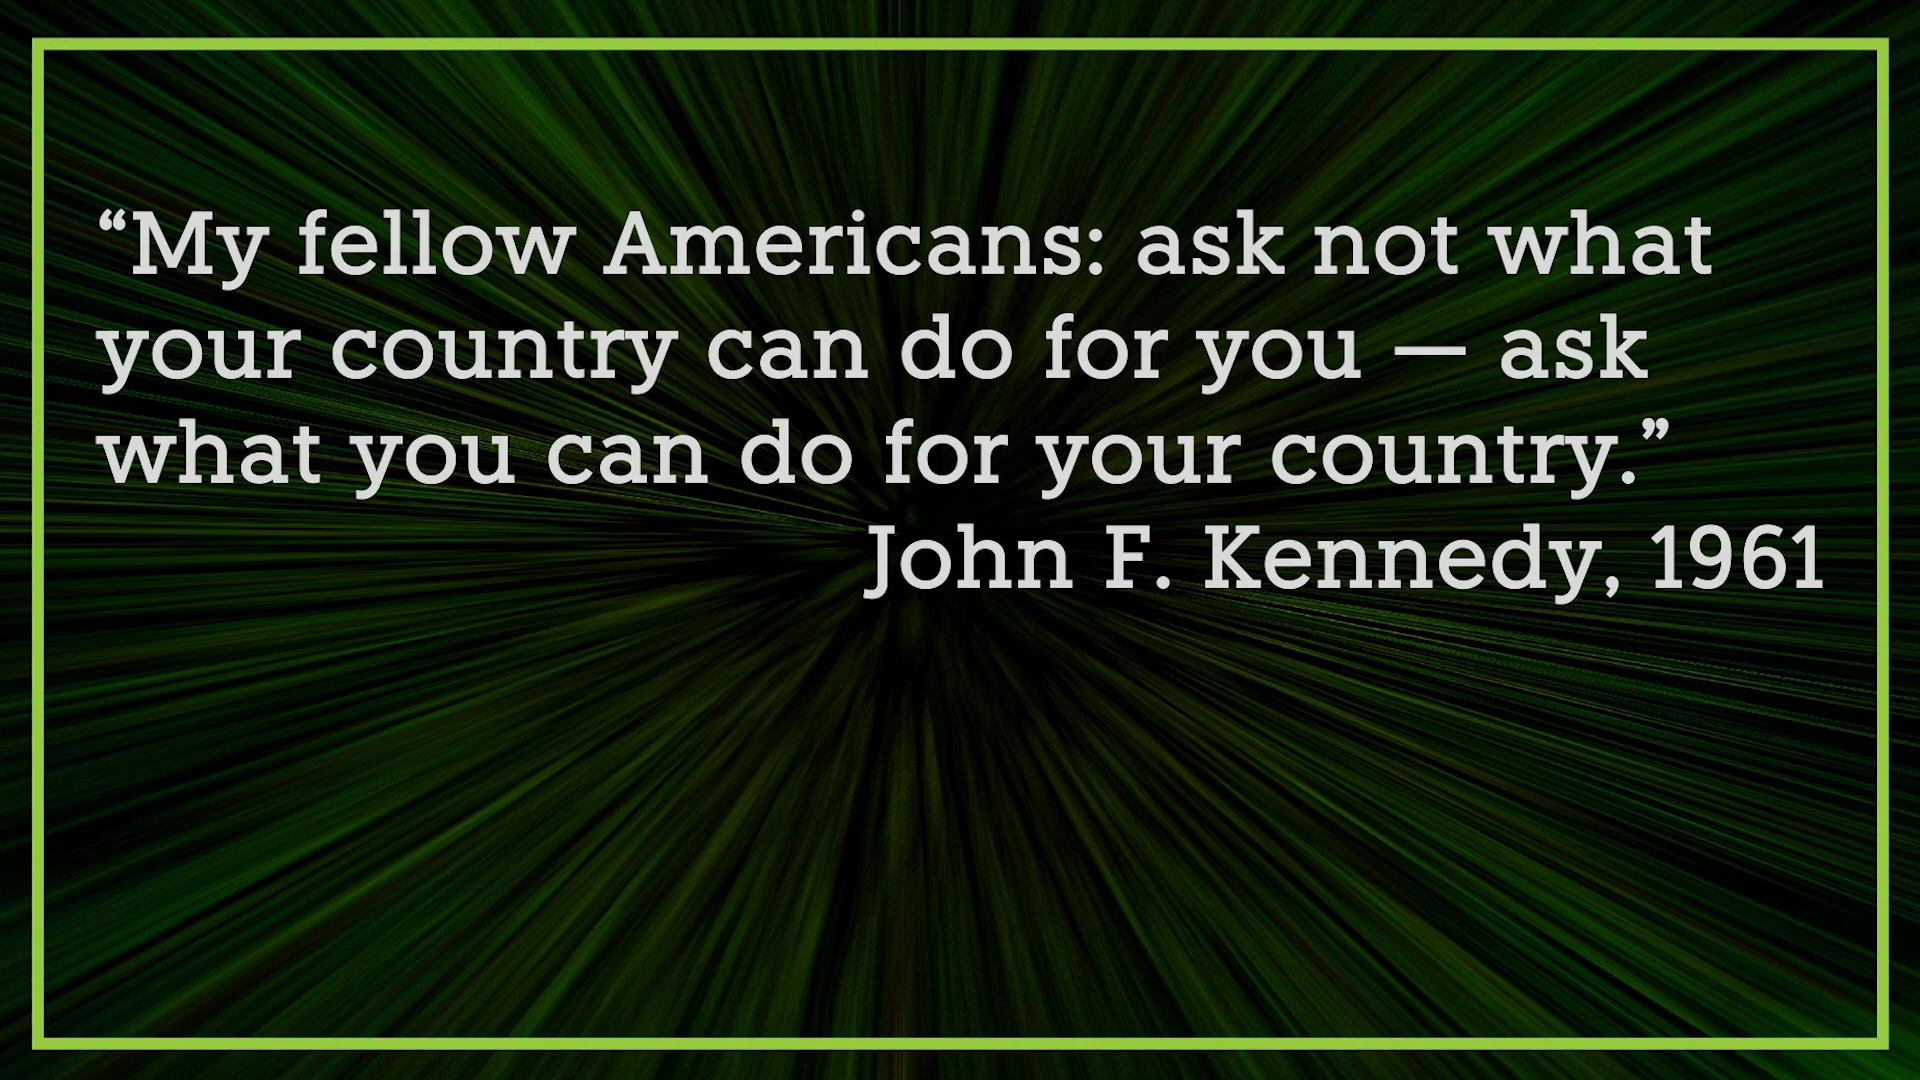 “My fellow Americans: ask not what
your country can do for you — ask
what you can do for your country.”
John F. Kennedy, 1961